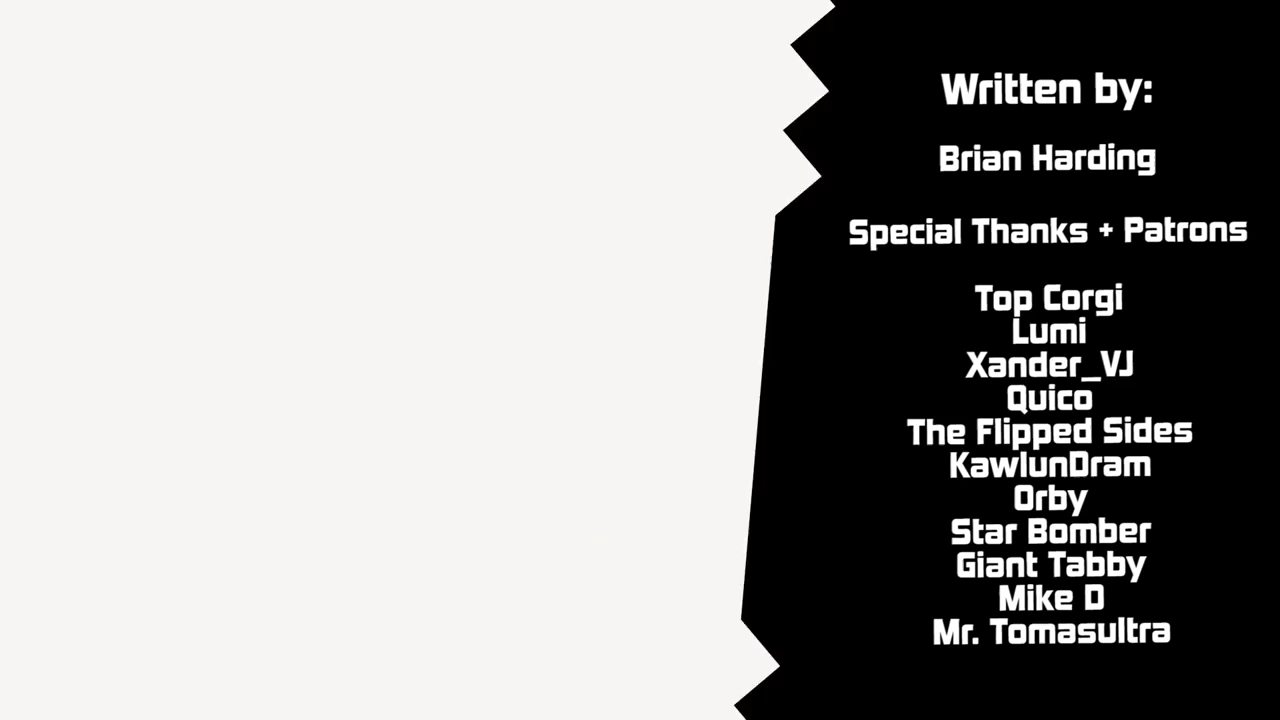 Written by:
Brian Harding
Special Thanks + Patrons
Top Corgi
Lumi
Xander_VJ
Quico
The Flipped Sides
KawlunDram
Orby
Star Bomber
Giant Tabby
Mike D
Mr. Tomasultra